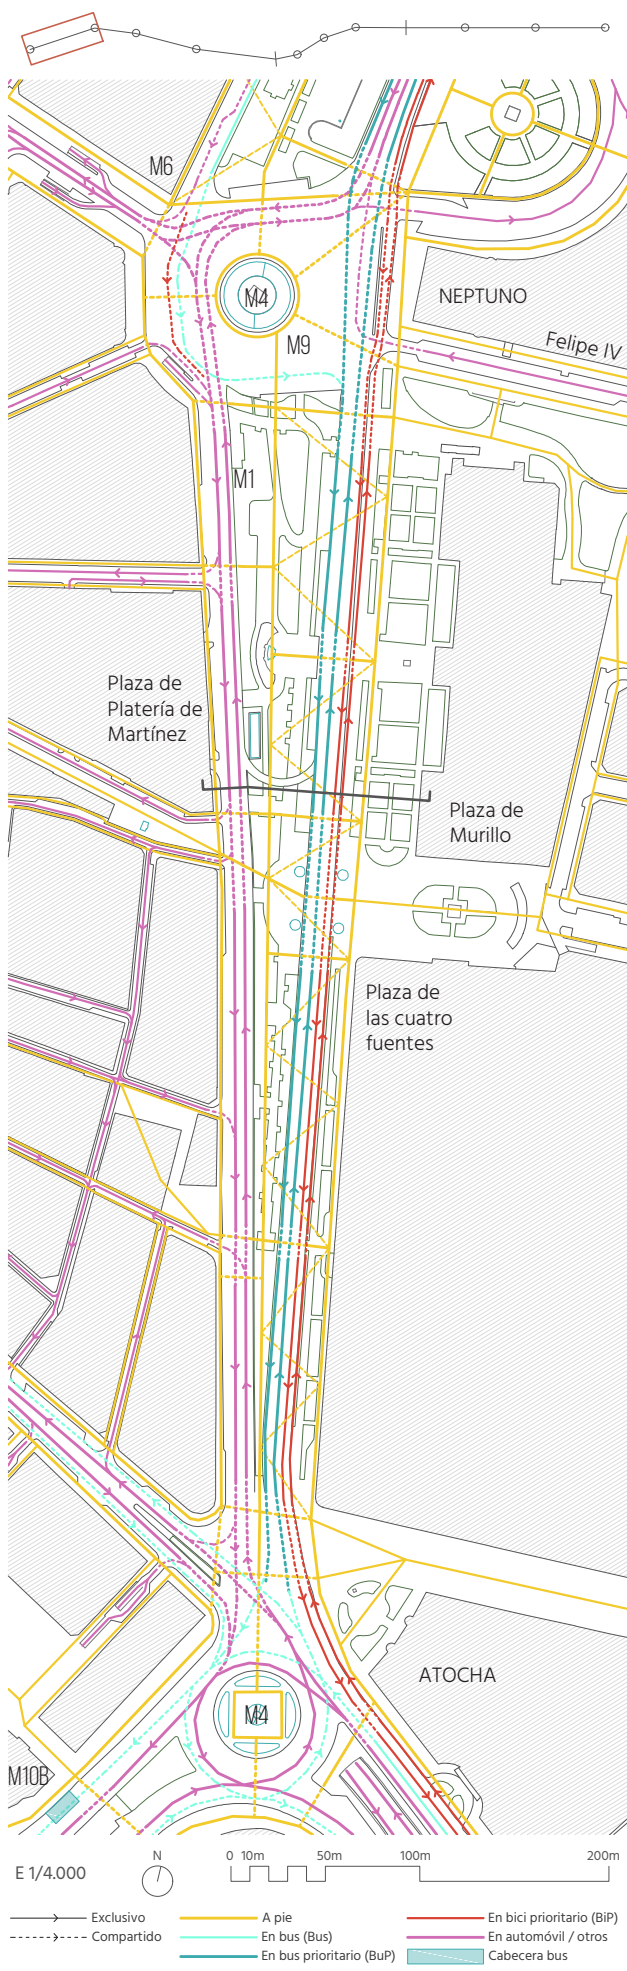 M6
M4
NEPTUNO
M9
Felipe IV
M1
Plaza de
Platería de
Martínez
Plaza de
Murillo
Plaza de
las cuatro
fuentes
ATOCHA
M4
M10B
E 1/4.000
N
0 10m 50m 100m 200m
Exclusivo
A pie
En bici prioritario (BiP)
Compartido
En bus (Bus)
En automóvil / otros
En bus prioritario (BuP)
Cabecera bus